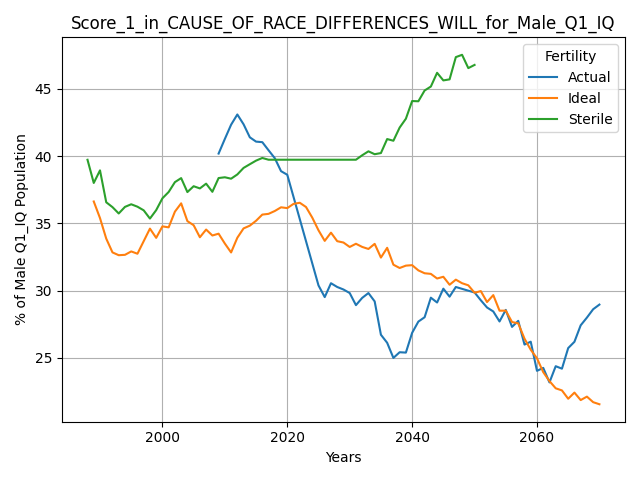 Score_1_in_CAUSE_OF_RACE_DIFFERENCES_WILL_for_Male_Q1_IQ
% of Male Q1_IQ Population
45
40
35
30
25
Fertility
Actual
Ideal
Sterile
2000
2020
2040
2060
Years